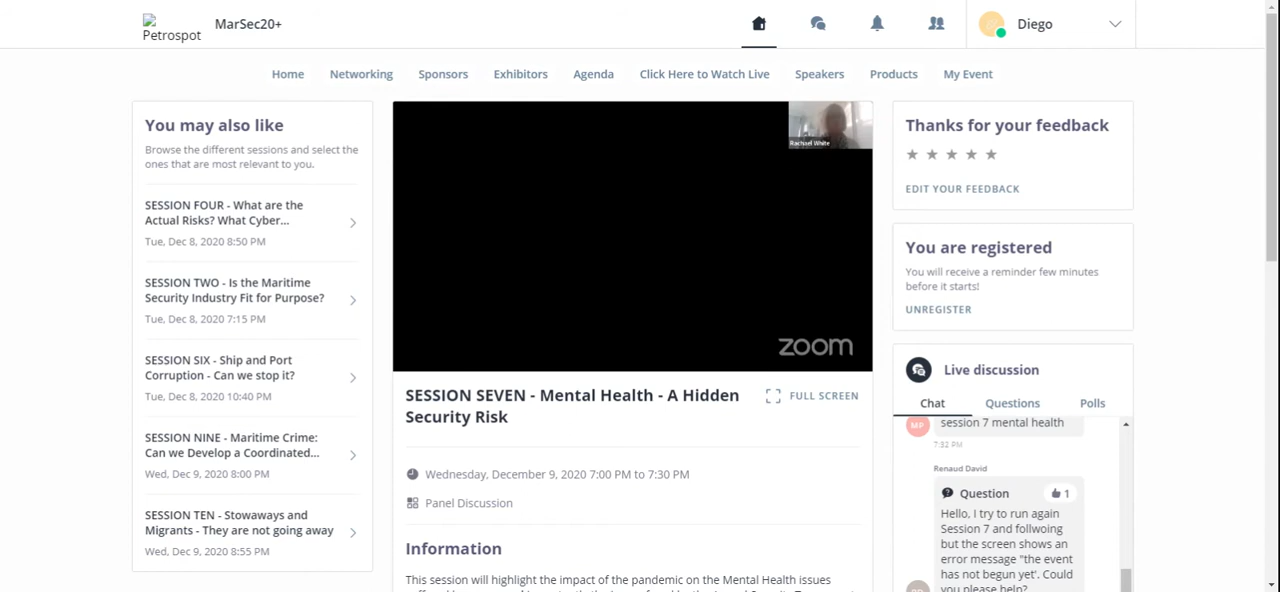 Petrospot
MarSec20+
Diego
Home
Networking
Sponsors
Exhibitors
Agenda
Click Here to Watch Live
Speakers
Products
My Event
You may also like
Browse the different sessions and select the
ones that are most relevant to you.
SESSION FOUR - What are the
Actual Risks? What Cyber...
Tue, Dec 8, 2020 8:50 PM
SESSION TWO - Is the Maritime
Security Industry Fit for Purpose?
Tue, Dec 8, 2020 7:15 PM
SESSION SIX - Ship and Port
Corruption - Can we stop it?
Tue, Dec 8, 2020 10:40 PM
SESSION NINE - Maritime Crime:
Can we Develop a Coordinated...
Wed, Dec 9, 2020 8:00 PM
SESSION TEN - Stowaways and
Migrants - They are not going away
Wed, Dec 9, 2020 8:55 PM
Rachael White
zoom
SESSION SEVEN - Mental Health - A Hidden
Security Risk
FULL SCREEN
Wednesday, December 9, 2020 7:00 PM to 7:30 PM
Panel Discussion
Information
This session will highlight the impact of the pandemic on the Mental Health issues
Thanks for your feedback
EDIT YOUR FEEDBACK
You are registered
You will receive a reminder few minutes
before it starts!
UNREGISTER
Live discussion
Chat
Questions
Polls
MP
session 7 mental health
7:32 PM
Renaud David
Question
1
Hello, I try to run again
Session 7 and follwoing
but the screen shows an
error message "the event
has not begun yet'. Could
you please help?